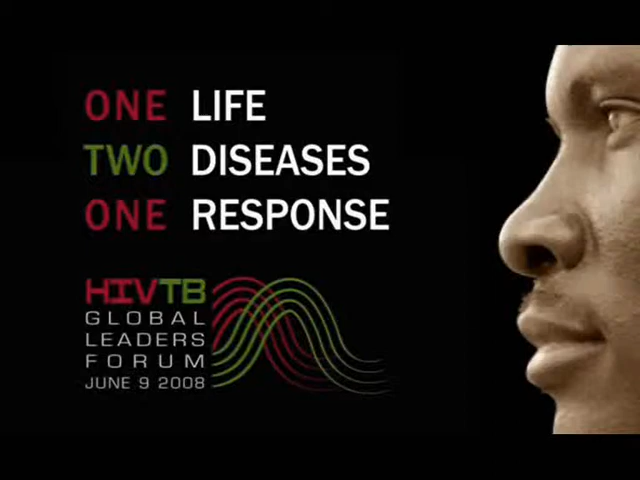 ONE LIFE
TWO DISEASES
ONE RESPONSE
HIVTB
GLOBAL
LEADERS
FORUM
JUNE 9 2008